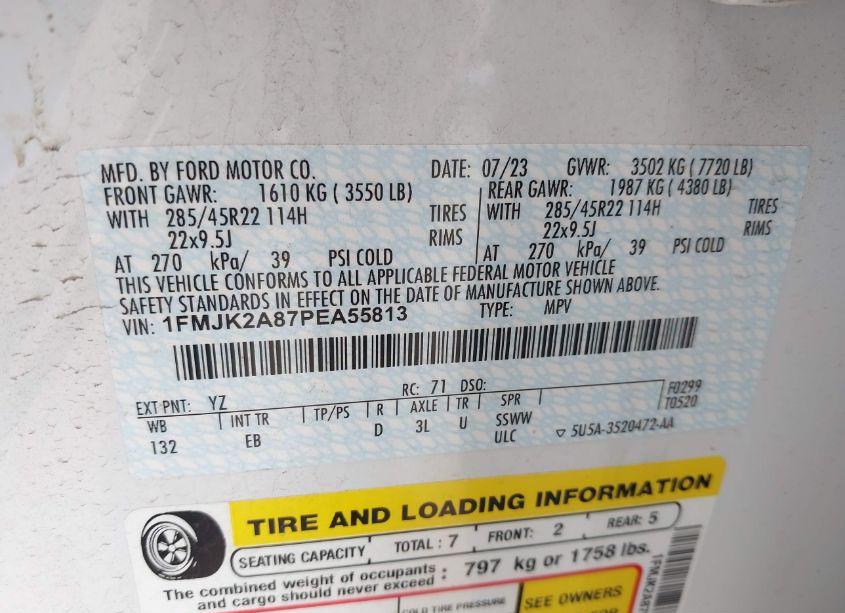 MFD. BY FORD MOTOR CO. DATE: 07/23 GVWR: 3502 KG ( 7720 LB)
FRONT GAWR: 1610 KG ( 3550 LB) REAR GAWR: 1987 KG ( 4380 LB)
WITH 285/45R22 114H TIRES WITH 285/45R22 114H TIRES
22x9.5J RIMS 22x9.5J RIMS
AT 270 kPa/ 39 PSI COLD AT 270 kPa/ 39 PSI COLD
THIS VEHICLE CONFORMS TO ALL APPLICABLE FEDERAL MOTOR VEHICLE
SAFETY STANDARDS IN EFFECT ON THE DATE OF MANUFACTURE SHOWN ABOVE.
VIN: 1FMJK2A87PEA55813 TYPE: MPV
EXT PNT: YZ RC: 71 DSO: F0299
WB INT TR TP/PS R AXLE TR SPR T0520
132 EB D 3L U SSWW
ULC 5U5A-3520472-AA
TIRE AND LOADING INFORMATION
SEATING CAPACITY TOTAL : 7 FRONT: 2 REAR: 5
The combined weight of occupants
and cargo should never exceed : 797 kg or 1758 lbs.
COLD TIRE PRESSURE
SEE OWNERS